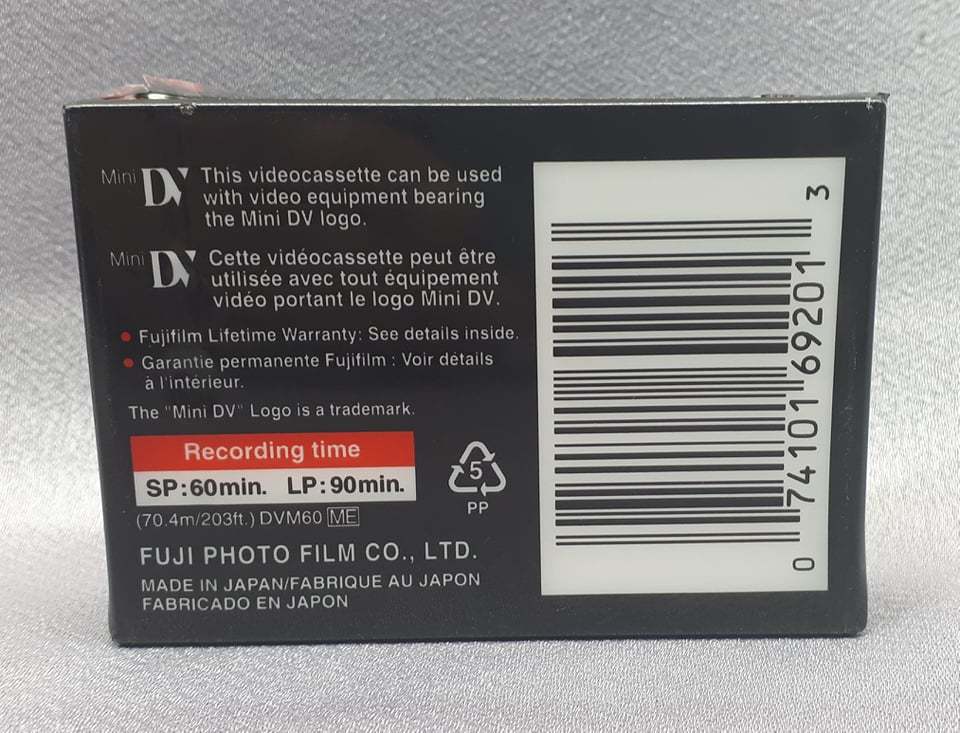 Mini DV This videocassette can be used
with video equipment bearing
the Mini DV logo.
Mini DV Cette vidéocassette peut être
utilisée avec tout équipement
vidéo portant le logo Mini DV.
• Fujifilm Lifetime Warranty: See details inside.
• Garantie permanente Fujifilm : Voir détails
à l'intérieur.
The "Mini DV" Logo is a trademark.
Recording time
SP:60min. LP:90min.
(70.4m/203ft.) DVM60 ME
FUJI PHOTO FILM CO., LTD.
MADE IN JAPAN/FABRIQUE AU JAPON
FABRICADO EN JAPON
5
PP
0 74101 69201 3